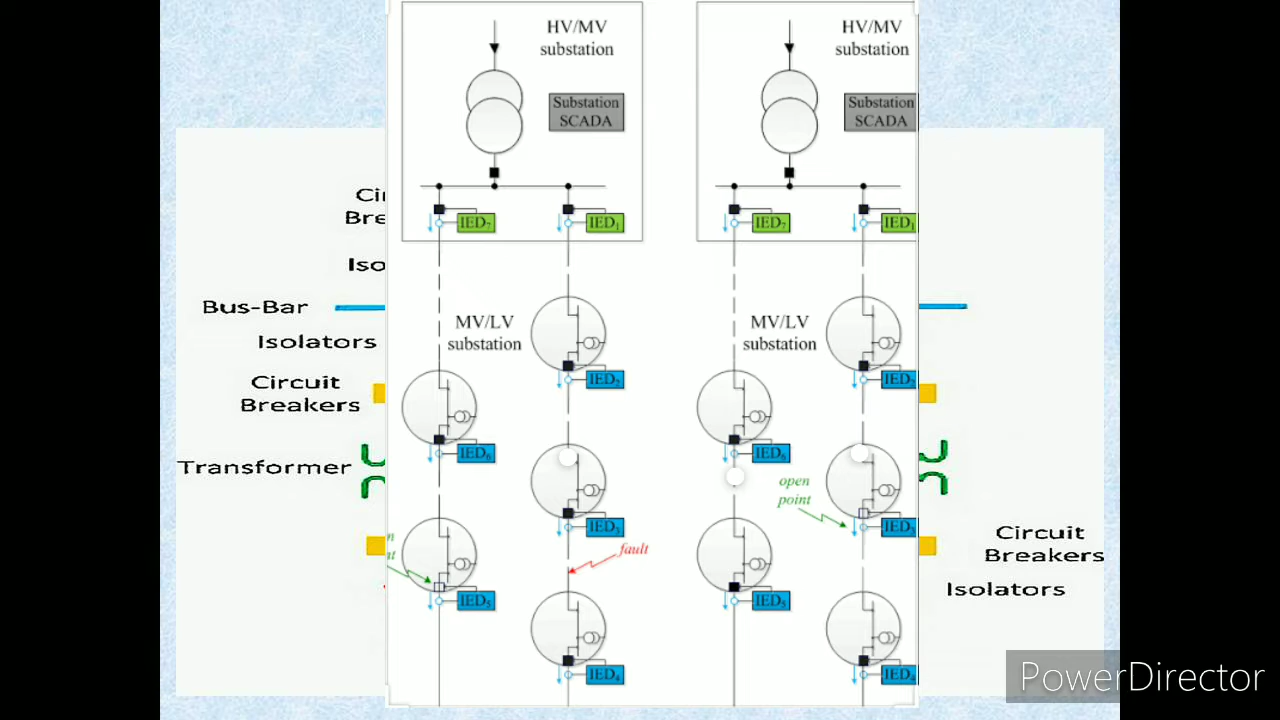 HV/MV
substation
Substation
SCADA
IED7
IED1
MV/LV
substation
IED2
IED6
IED3
fault
IED5
IED4
HV/MV
substation
Substation
SCADA
IED7
IED1
MV/LV
substation
IED6
open
point
IED5
IED4
Bus-Bar
Isolators
Circuit
Breakers
Transformer
Circuit
Breakers
Isolators
PowerDirector